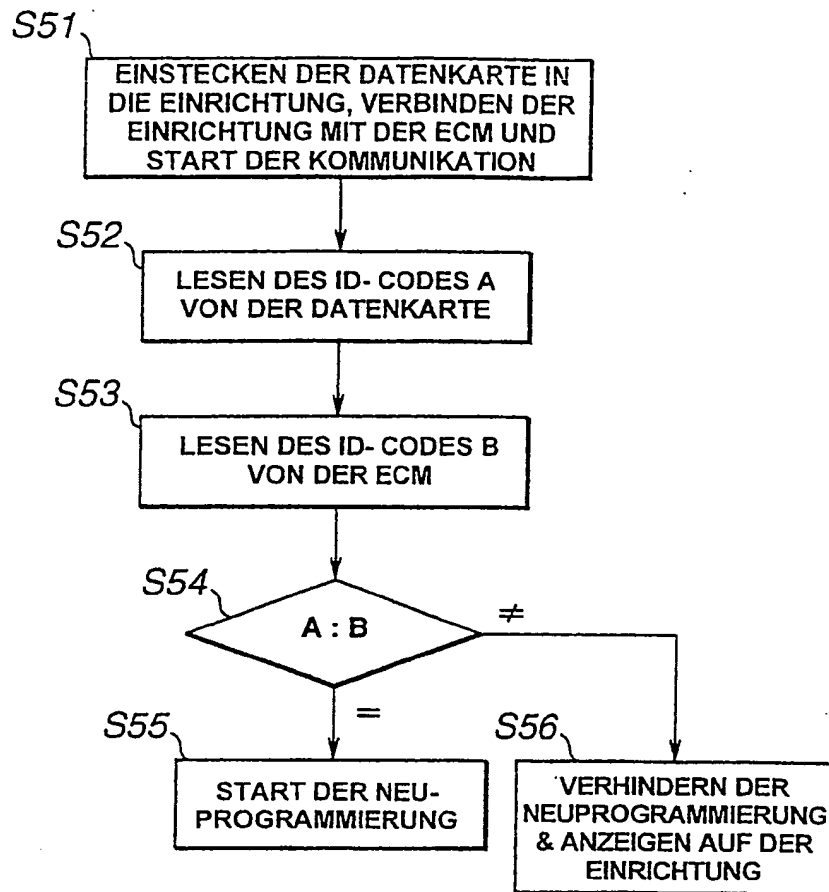 S51
EINSTECKEN DER DATENKARTE IN
DIE EINRICHTUNG, VERBINDEN DER
EINRICHTUNG MIT DER ECM UND
START DER KOMMUNIKATION
S52
LESEN DES ID- CODES A
VON DER DATENKARTE
S53
LESEN DES ID- CODES B
VON DER ECM
S54
A : B
≠
=
S55
START DER NEU-
PROGRAMMIERUNG
S56
VERHINDERN DER
NEUPROGRAMMIERUNG
& ANZEIGEN AUF DER
EINRICHTUNG